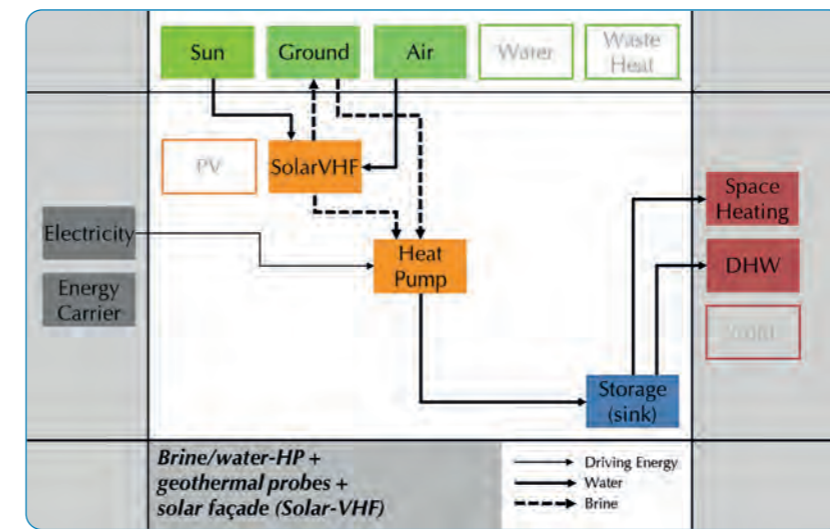 Sun
Ground
Air
Water
Waste
Heat
PV
SolarVHF
Space
Heating
Electricity
Heat
Pump
DHW
Energy
Carrier
Storage
(sink)
Brine/water-HP +
geothermal probes +
solar façade (Solar-VHF)
Driving Energy
Water
Brine